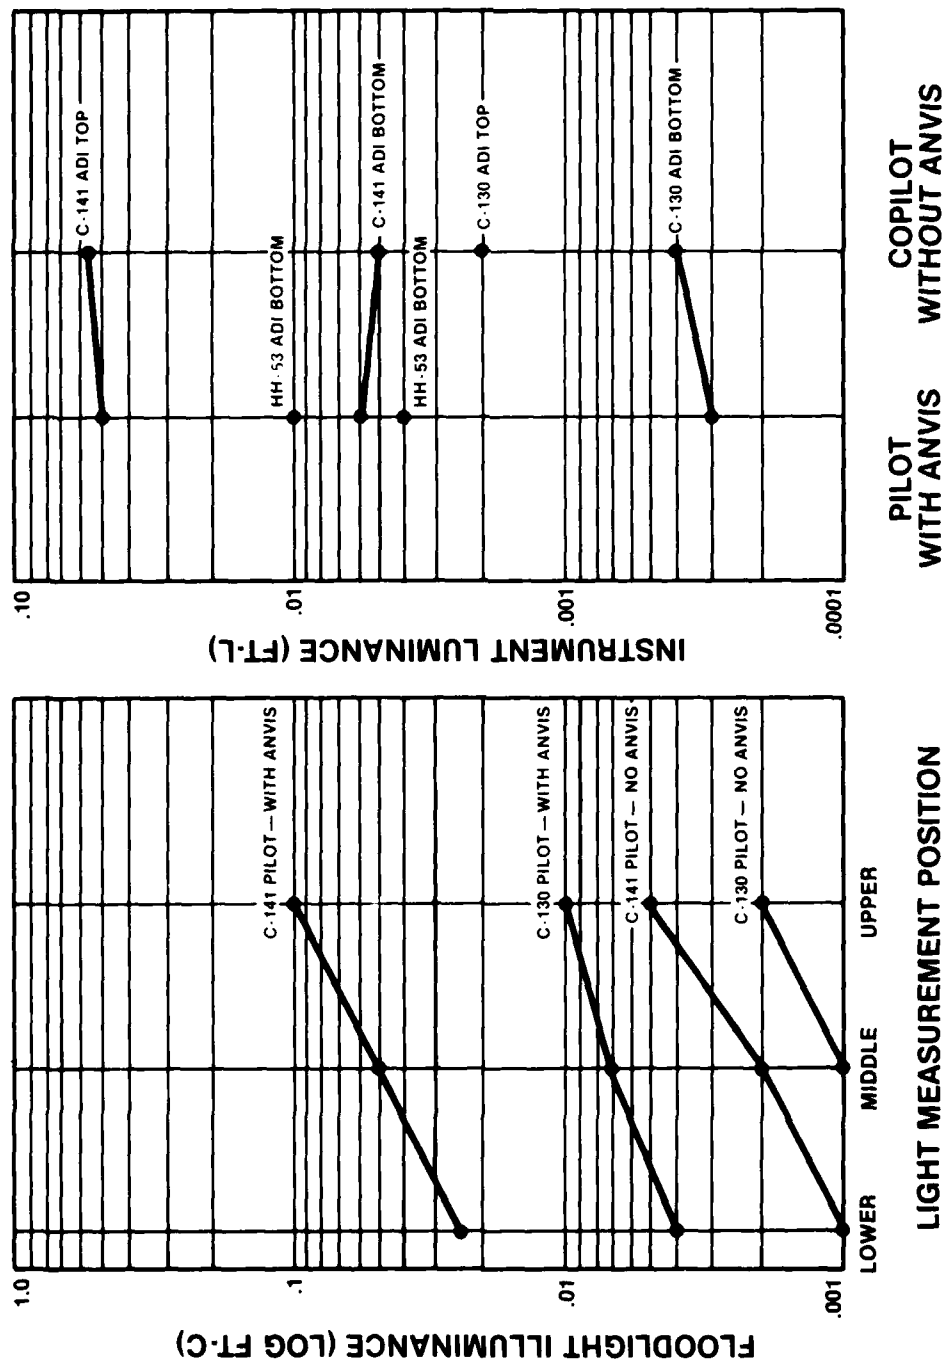 FLOODLIGHT ILLUMINANCE (LOG FT-C)
1.0
.1
.01
.001
C-141 PILOT — WITH ANVIS
C-130 PILOT — WITH ANVIS
C-141 PILOT — NO ANVIS
C-130 PILOT — NO ANVIS
LOWER
MIDDLE
UPPER
LIGHT MEASUREMENT POSITION
INSTRUMENT LUMINANCE (FT-L)
.10
.01
.001
.0001
C-141 ADI TOP
HH-53 ADI BOTTOM
C-141 ADI BOTTOM
HH-53 ADI BOTTOM
C-130 ADI TOP
C-130 ADI BOTTOM
PILOT
WITH ANVIS
COPILOT
WITHOUT ANVIS